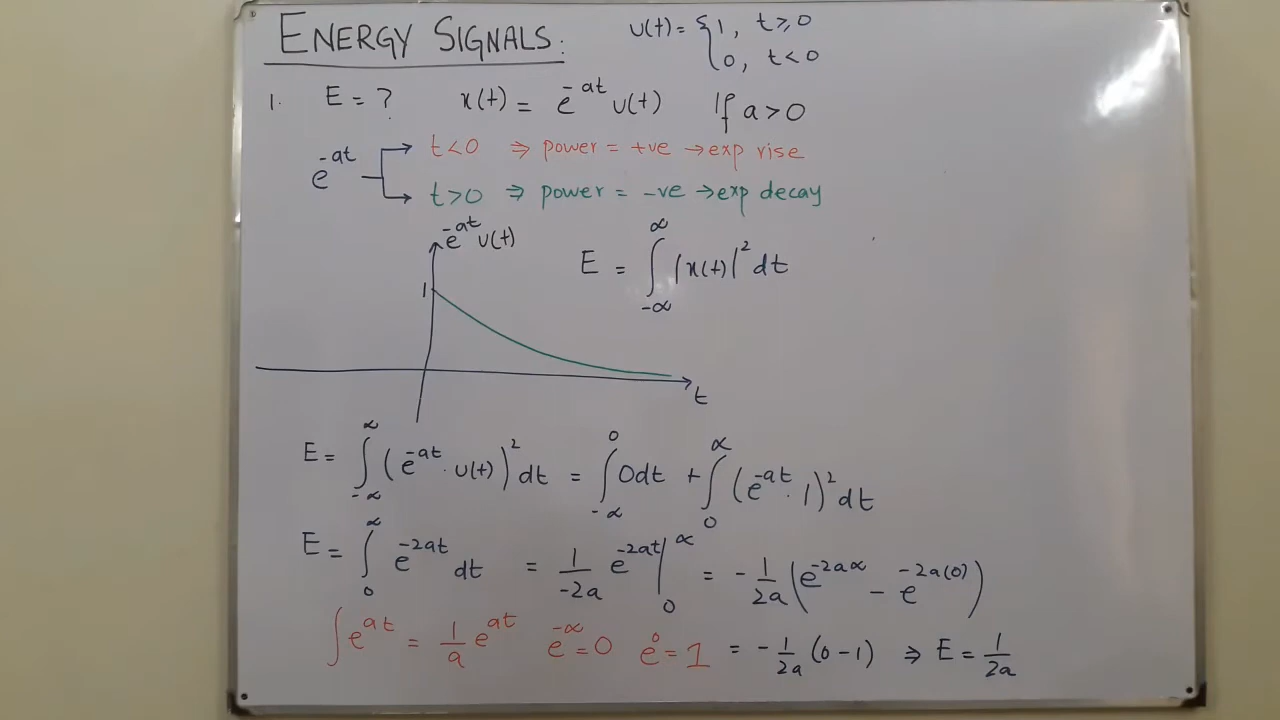 ENERGY SIGNALS:
u(t) = { 1, t ≥ 0
0, t < 0
1. E = ? x(t) = e^-at u(t) If a > 0
e^-at
t < 0 ⇒ power = +ve → exp rise
t > 0 ⇒ power = -ve → exp decay
e^-at u(t)
E = ∫_-∞^∞ |x(t)|^2 dt
1
t
E = ∫_-∞^∞ (e^-at · u(t))^2 dt = ∫_-∞^0 0 dt + ∫_0^∞ (e^-at · 1)^2 dt
E = ∫_0^∞ e^-2at dt = 1/-2a e^-2at |_0^∞ = -1/2a (e^-2a∞ - e^-2a(0))
∫ e^at = 1/a e^at e^-∞ = 0 e^0 = 1 = -1/2a (0 - 1) ⇒ E = 1/2a